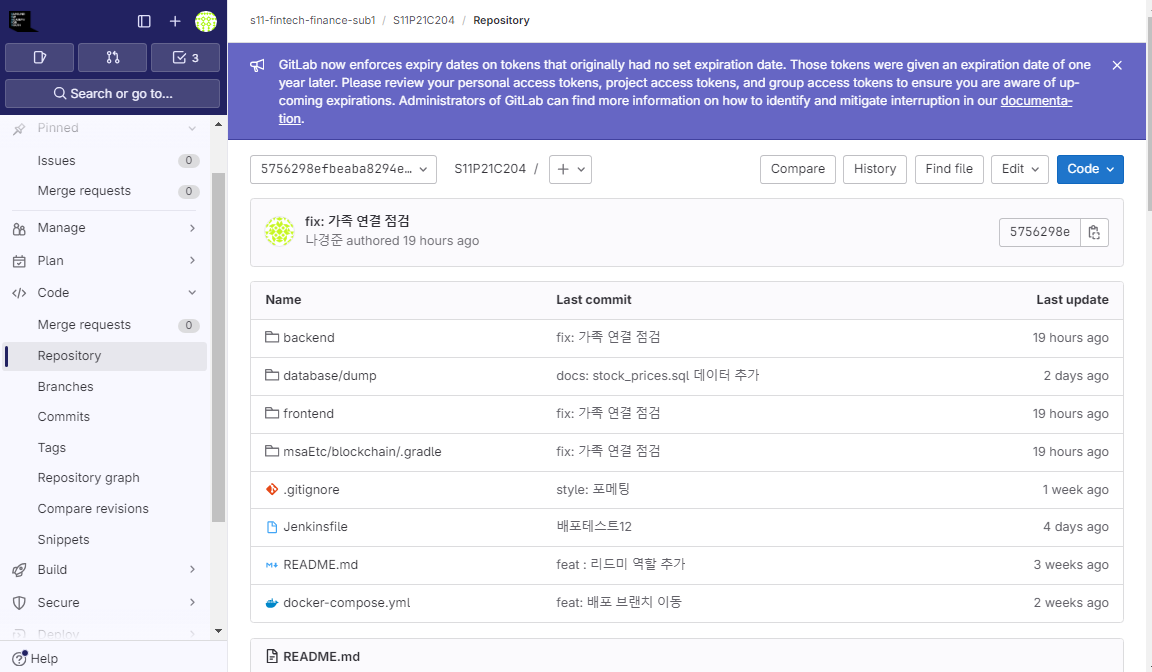 3
Search or go to...
Pinned
Issues 0
Merge requests 0
Manage
Plan
Code
Merge requests 0
Repository
Branches
Commits
Tags
Repository graph
Compare revisions
Snippets
Build
Secure
Deploy
Help
s11-fintech-finance-sub1 / S11P21C204 / Repository
GitLab now enforces expiry dates on tokens that originally had no set expiration date. Those tokens were given an expiration date of one
year later. Please review your personal access tokens, project access tokens, and group access tokens to ensure you are aware of up-
coming expirations. Administrators of GitLab can find more information on how to identify and mitigate interruption in our documenta-
tion.
5756298efbeaba8294e… S11P21C204 / + Compare History Find file Edit Code
fix: 가족 연결 점검
나경준 authored 19 hours ago
5756298e
Name Last commit Last update
backend fix: 가족 연결 점검 19 hours ago
database/dump docs: stock_prices.sql 데이터 추가 2 days ago
frontend fix: 가족 연결 점검 19 hours ago
msaEtc/blockchain/.gradle fix: 가족 연결 점검 19 hours ago
.gitignore style: 포메팅 1 week ago
Jenkinsfile 배포테스트12 4 days ago
README.md feat : 리드미 역할 추가 3 weeks ago
docker-compose.yml feat: 배포 브랜치 이동 2 weeks ago
README.md